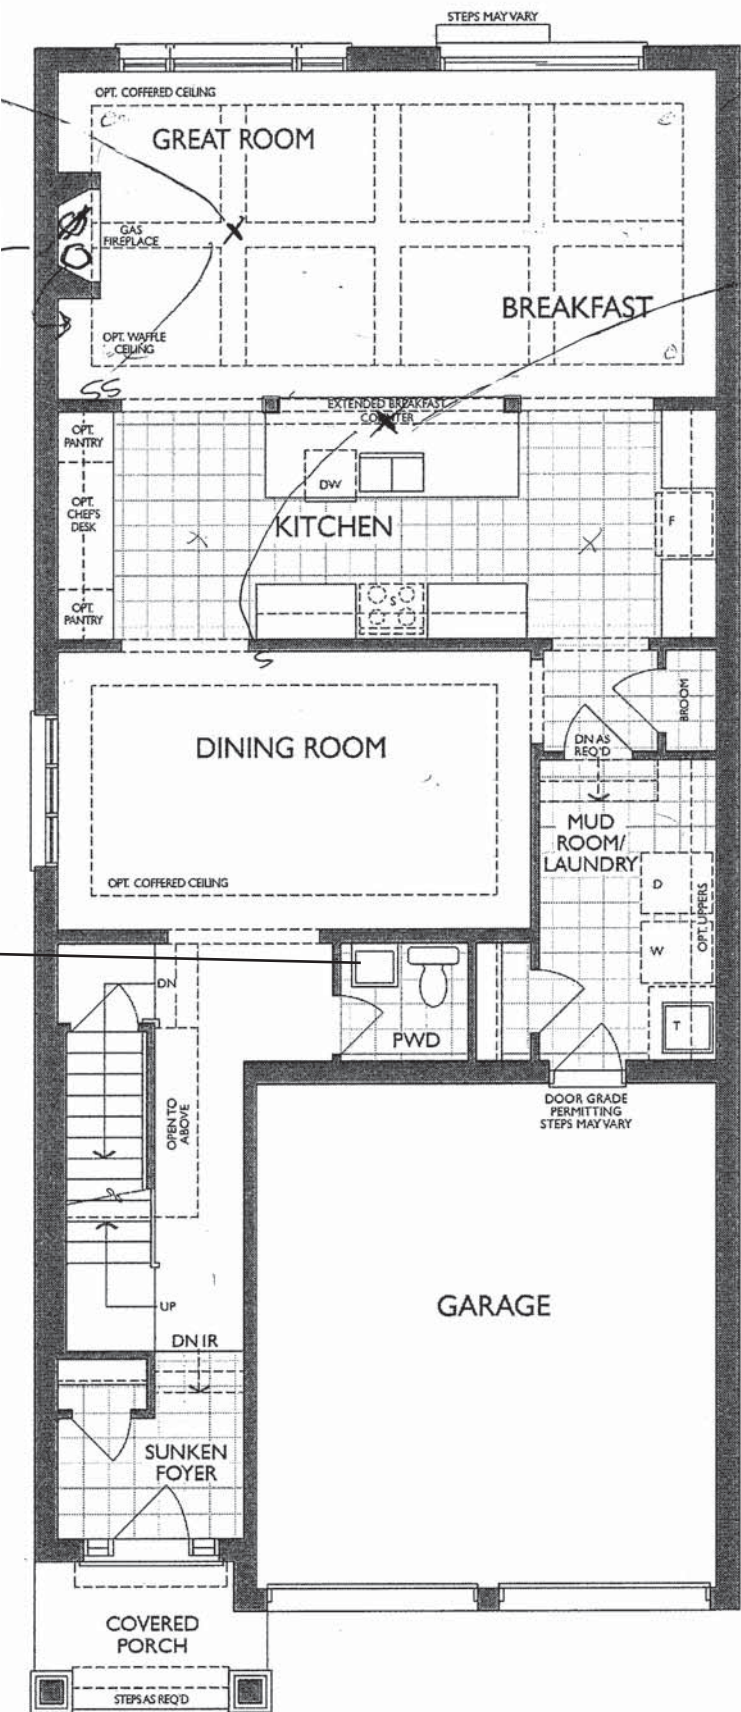 STEPS MAY VARY
OPT. COFFERED CEILING
GREAT ROOM
GAS
FIREPLACE
BREAKFAST
OPT. WAFFLE
CEILING
SS
EXTENDED BREAKFAST
COUNTER
OPT.
PANTRY
DW
OPT.
CHEF'S
DESK
KITCHEN
F
OPT.
PANTRY
S
S
BROOM
DINING ROOM
DN AS
REQ'D
MUD
ROOM/
LAUNDRY
OPT. COFFERED CEILING
D
OPT. UPPERS
W
DN
T
PWD
OPEN TO
ABOVE
DOOR GRADE
PERMITTING
STEPS MAY VARY
UP
GARAGE
DN IR
SUNKEN
FOYER
COVERED
PORCH
STEPS AS REQ'D